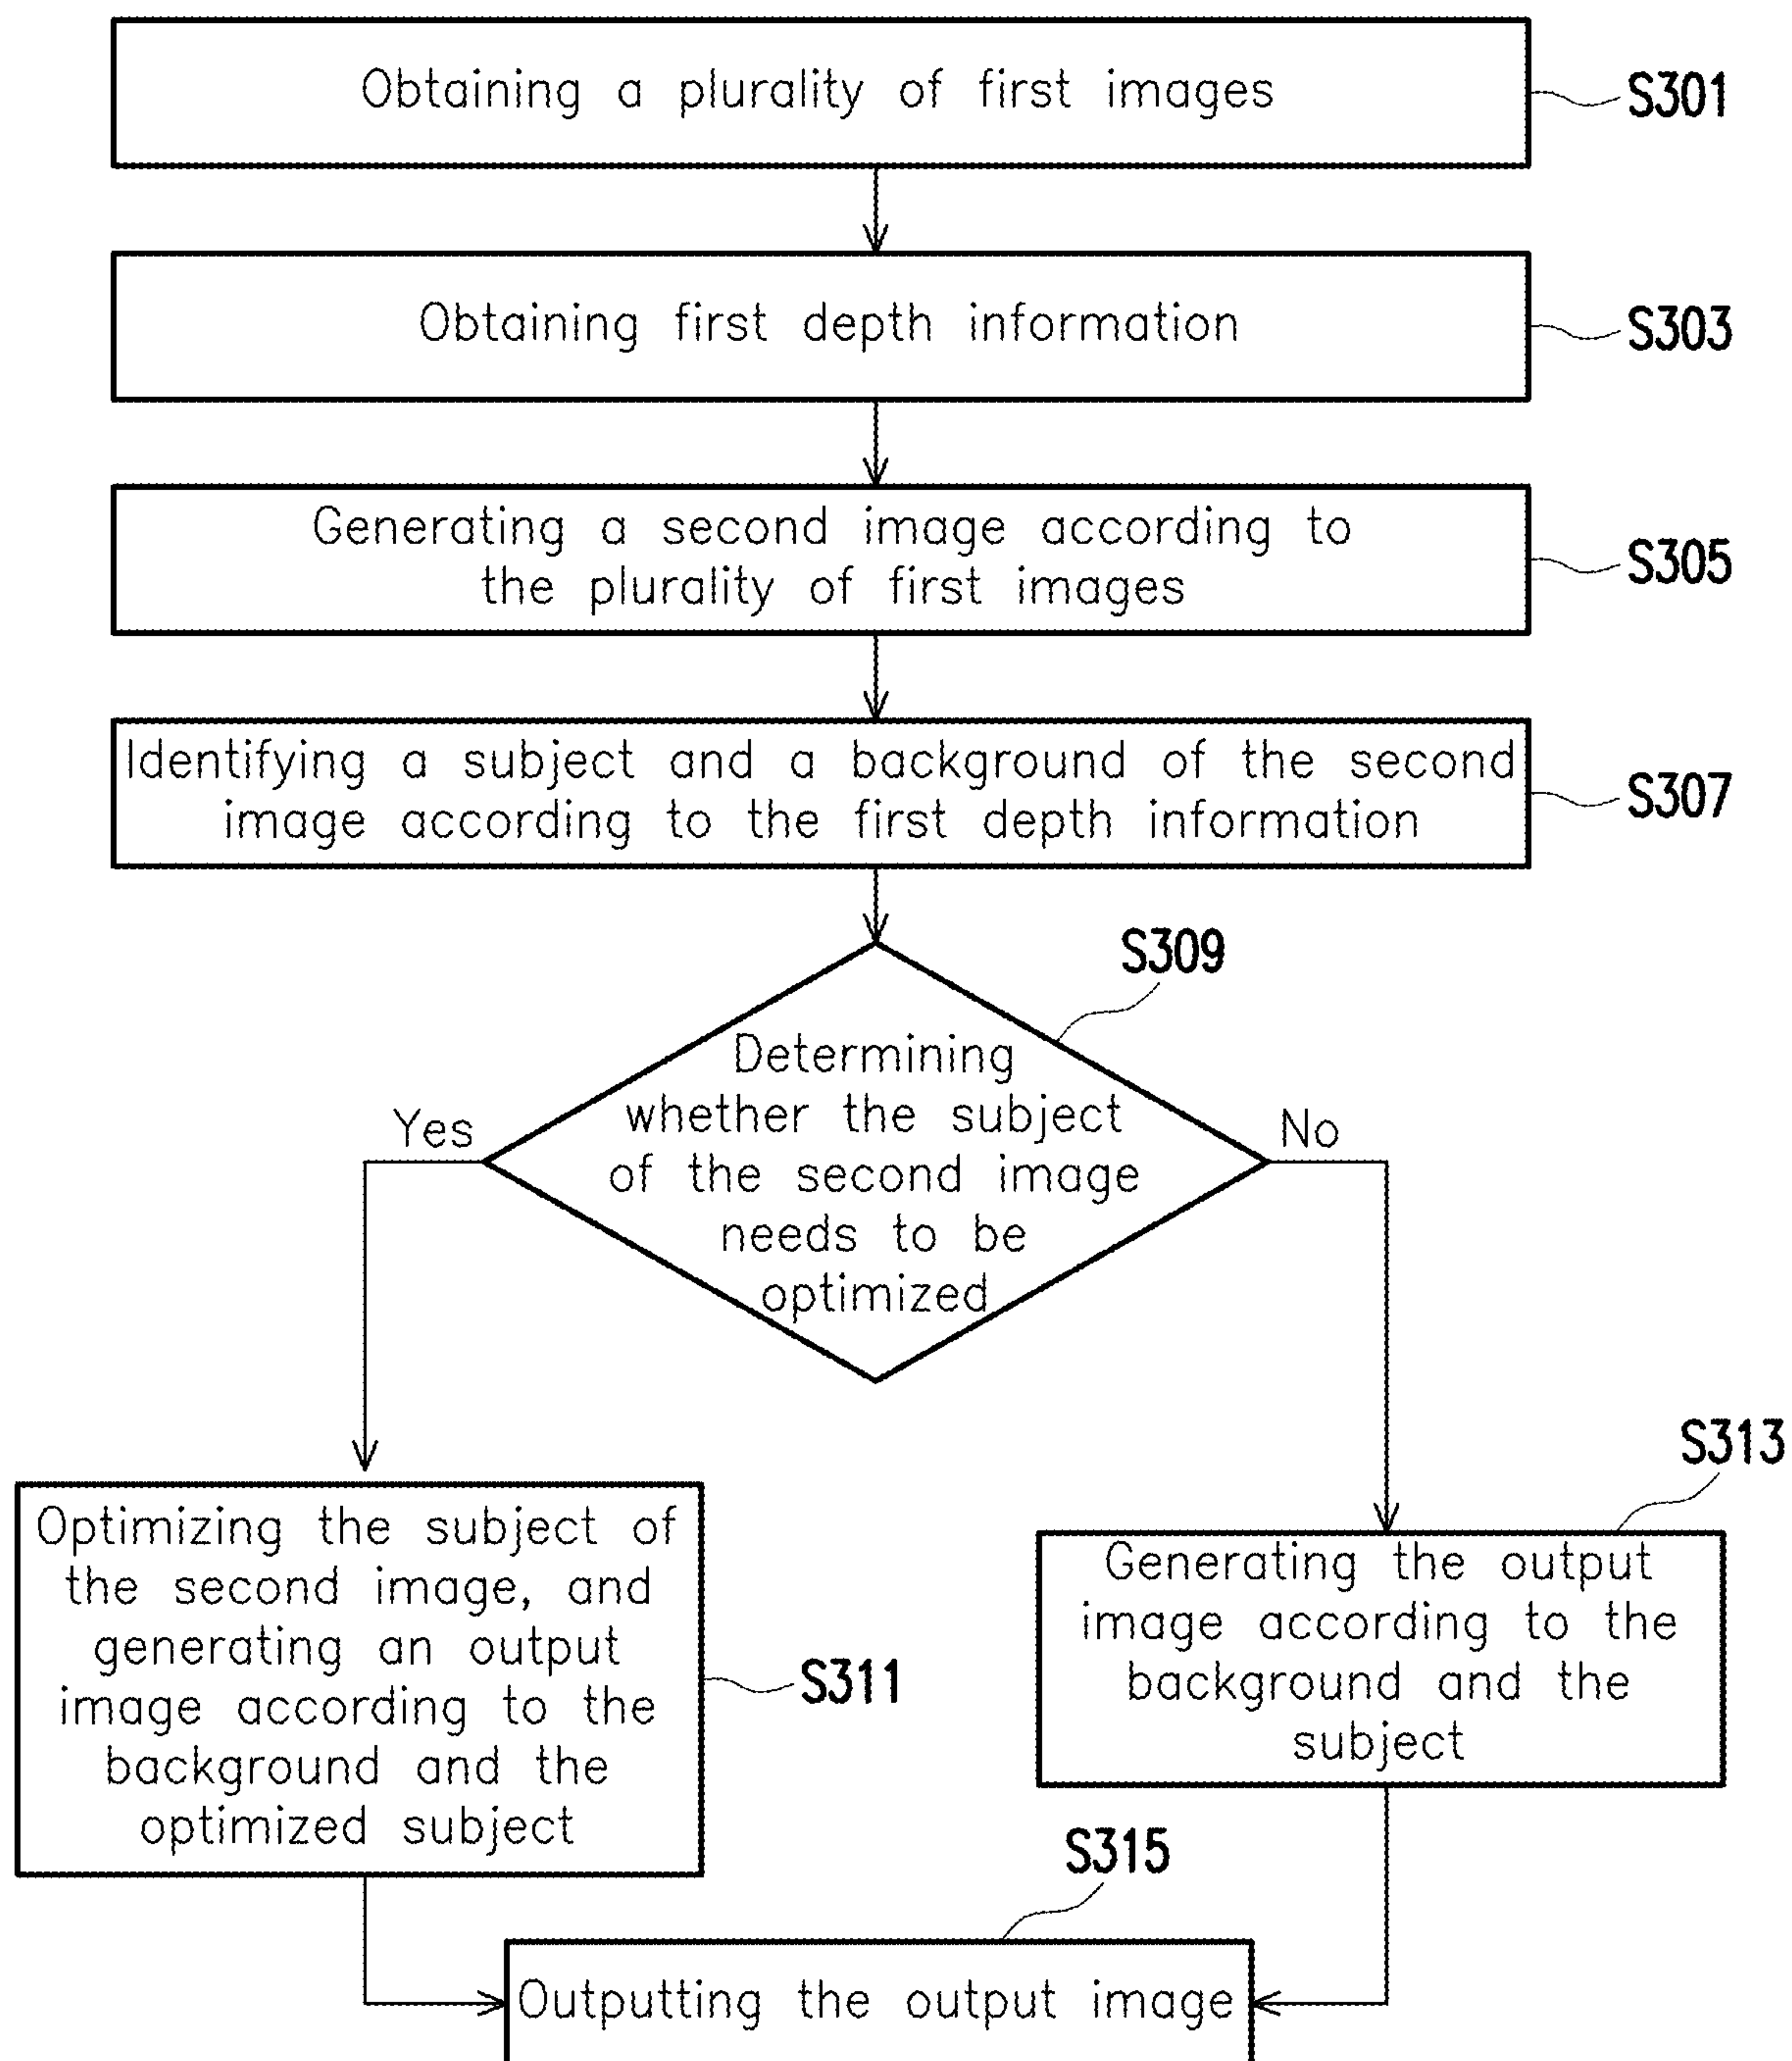 Obtaining a plurality of first images
S301
Obtaining first depth information
S303
Generating a second image according to
the plurality of first images
S305
Identifying a subject and a background of the second
image according to the first depth information
S307
S309
Determining
whether the subject
of the second image
needs to be
optimized
Yes
No
Optimizing the subject of
the second image, and
generating an output
image according to the
background and the
optimized subject
S311
S313
Generating the output
image according to the
background and the
subject
S315
Outputting the output image